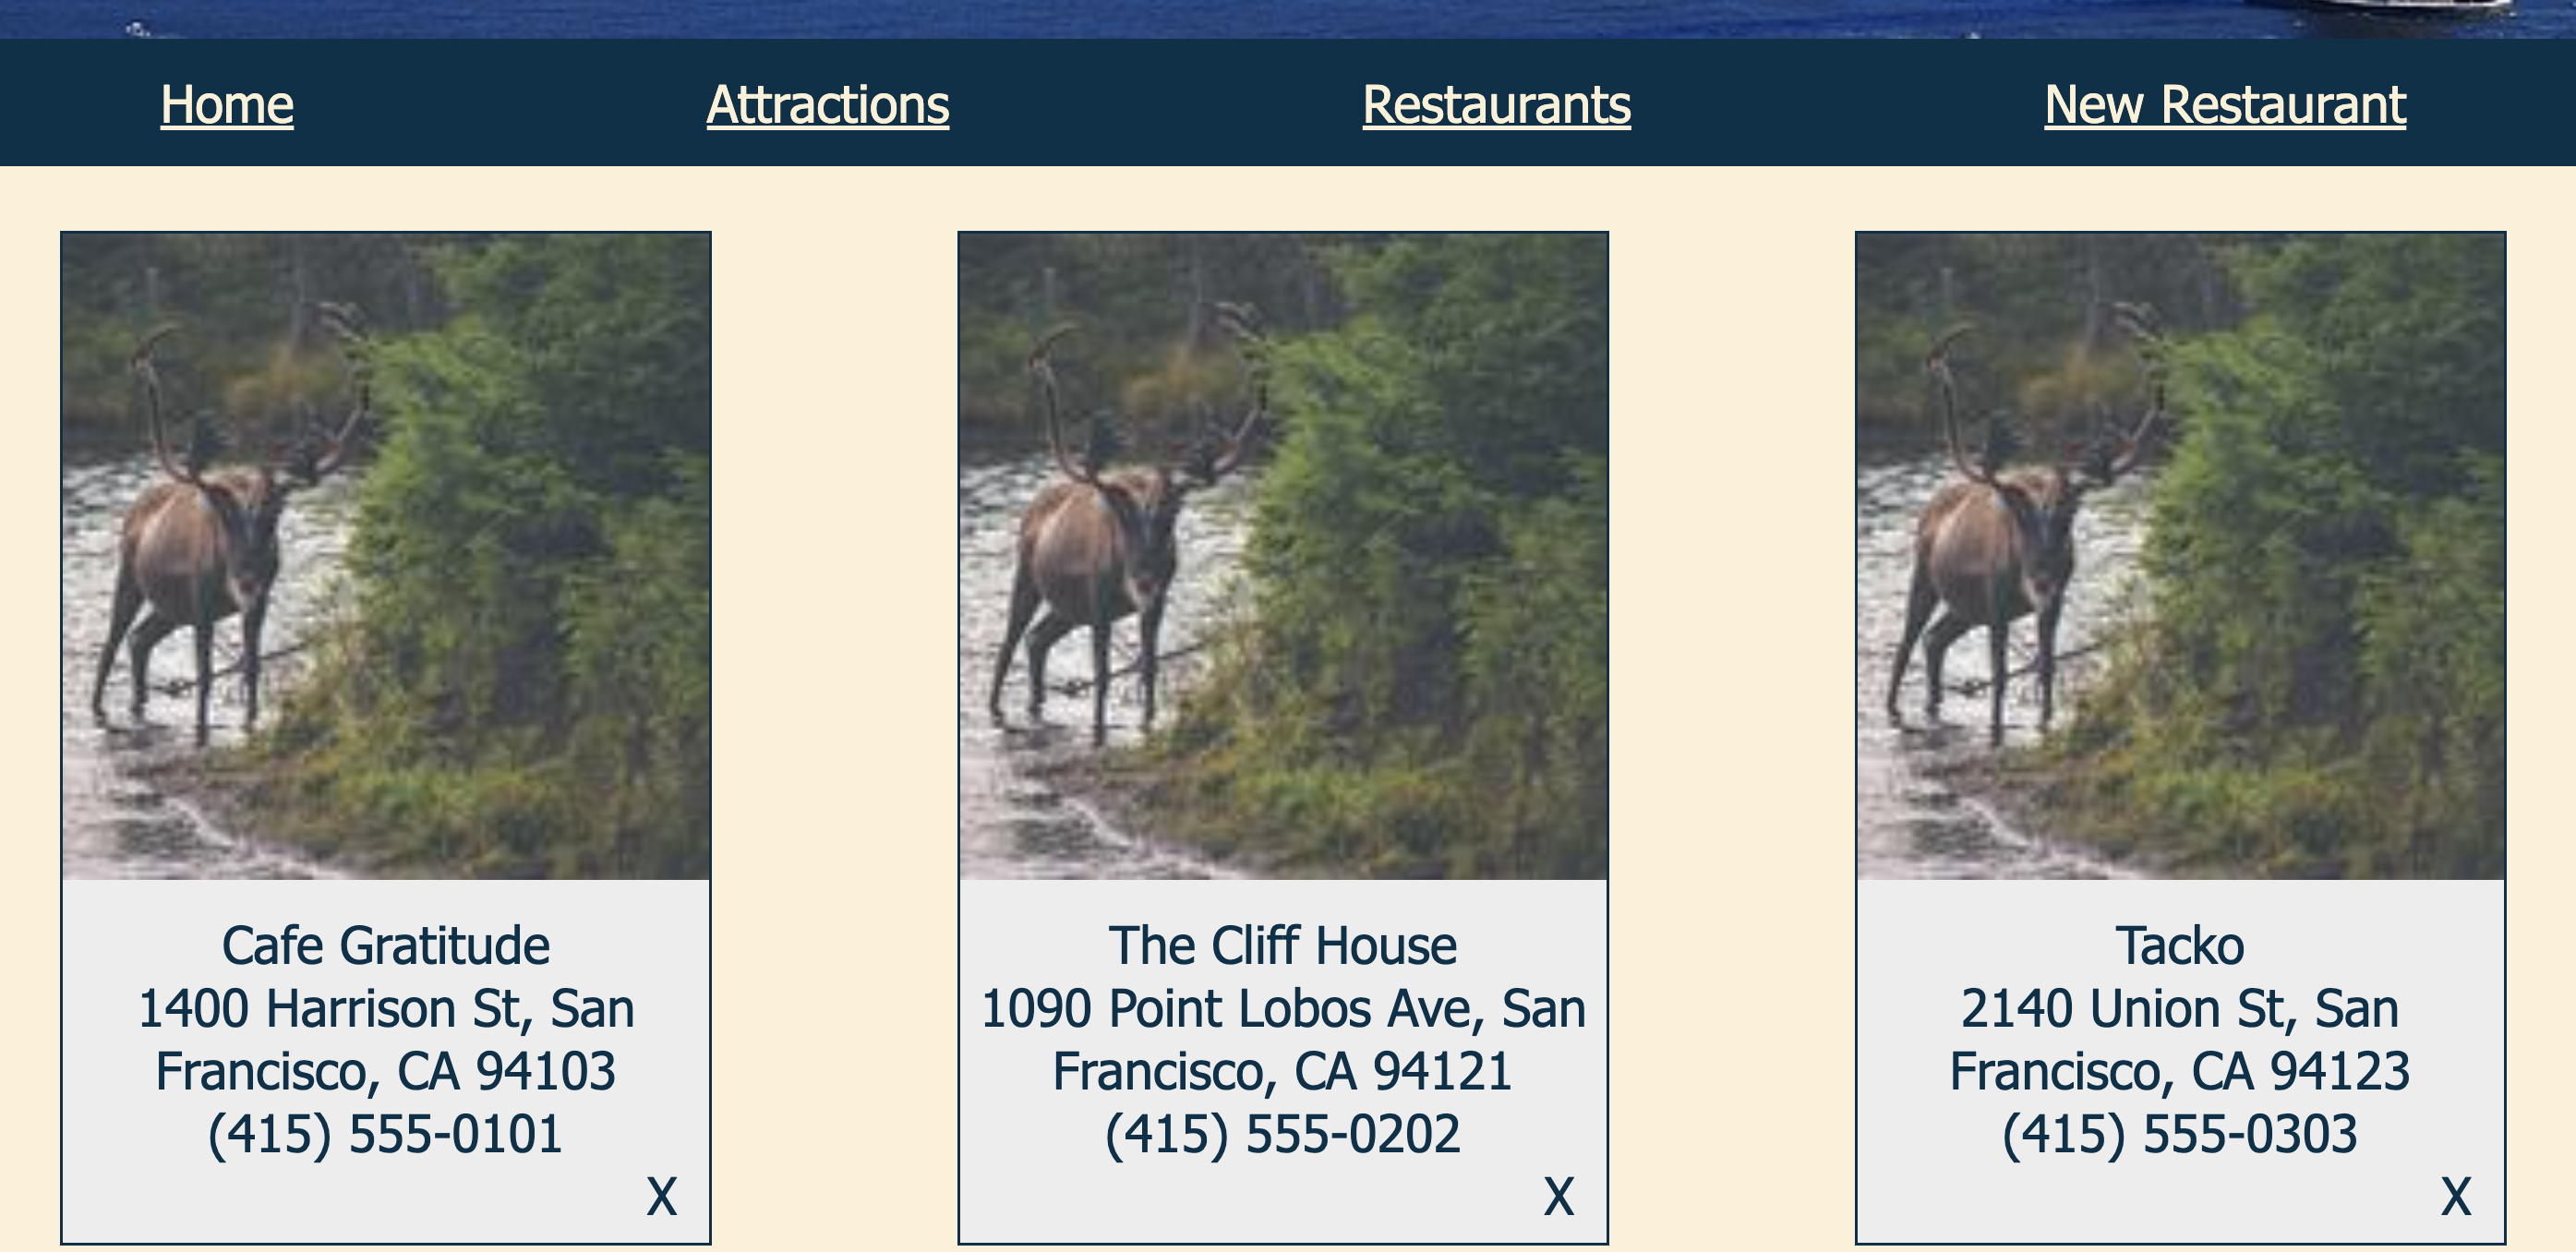 Home Attractions Restaurants New Restaurant
Cafe Gratitude
1400 Harrison St, San
Francisco, CA 94103
(415) 555-0101
X
The Cliff House
1090 Point Lobos Ave, San
Francisco, CA 94121
(415) 555-0202
X
Tacko
2140 Union St, San
Francisco, CA 94123
(415) 555-0303
X